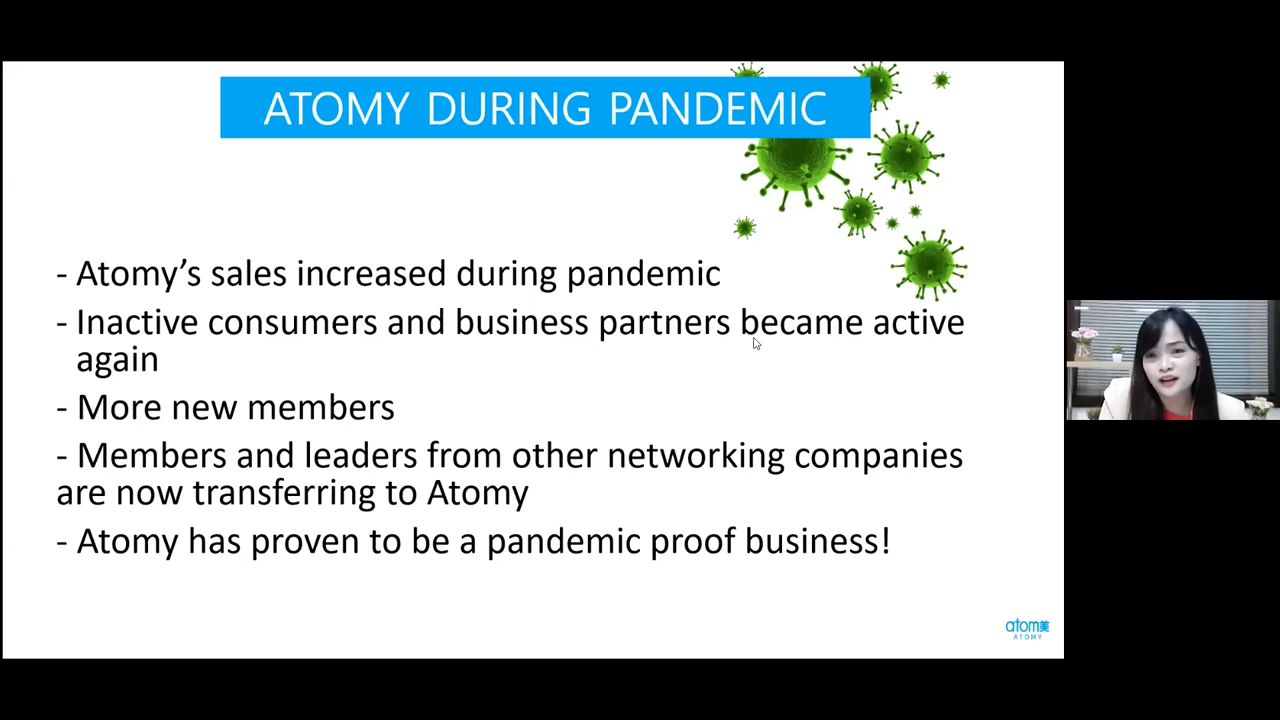 ATOMY DURING PANDEMIC
- Atomy’s sales increased during pandemic
- Inactive consumers and business partners became active
again
- More new members
- Members and leaders from other networking companies
are now transferring to Atomy
- Atomy has proven to be a pandemic proof business!
atom美
ATOMY